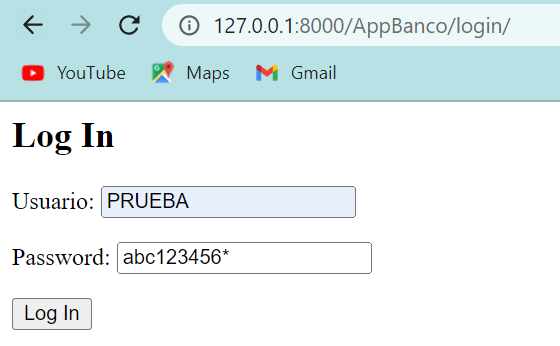 127.0.0.1:8000/AppBanco/login/
YouTube Maps Gmail
Log In
Usuario: PRUEBA
Password: abc123456*
Log In